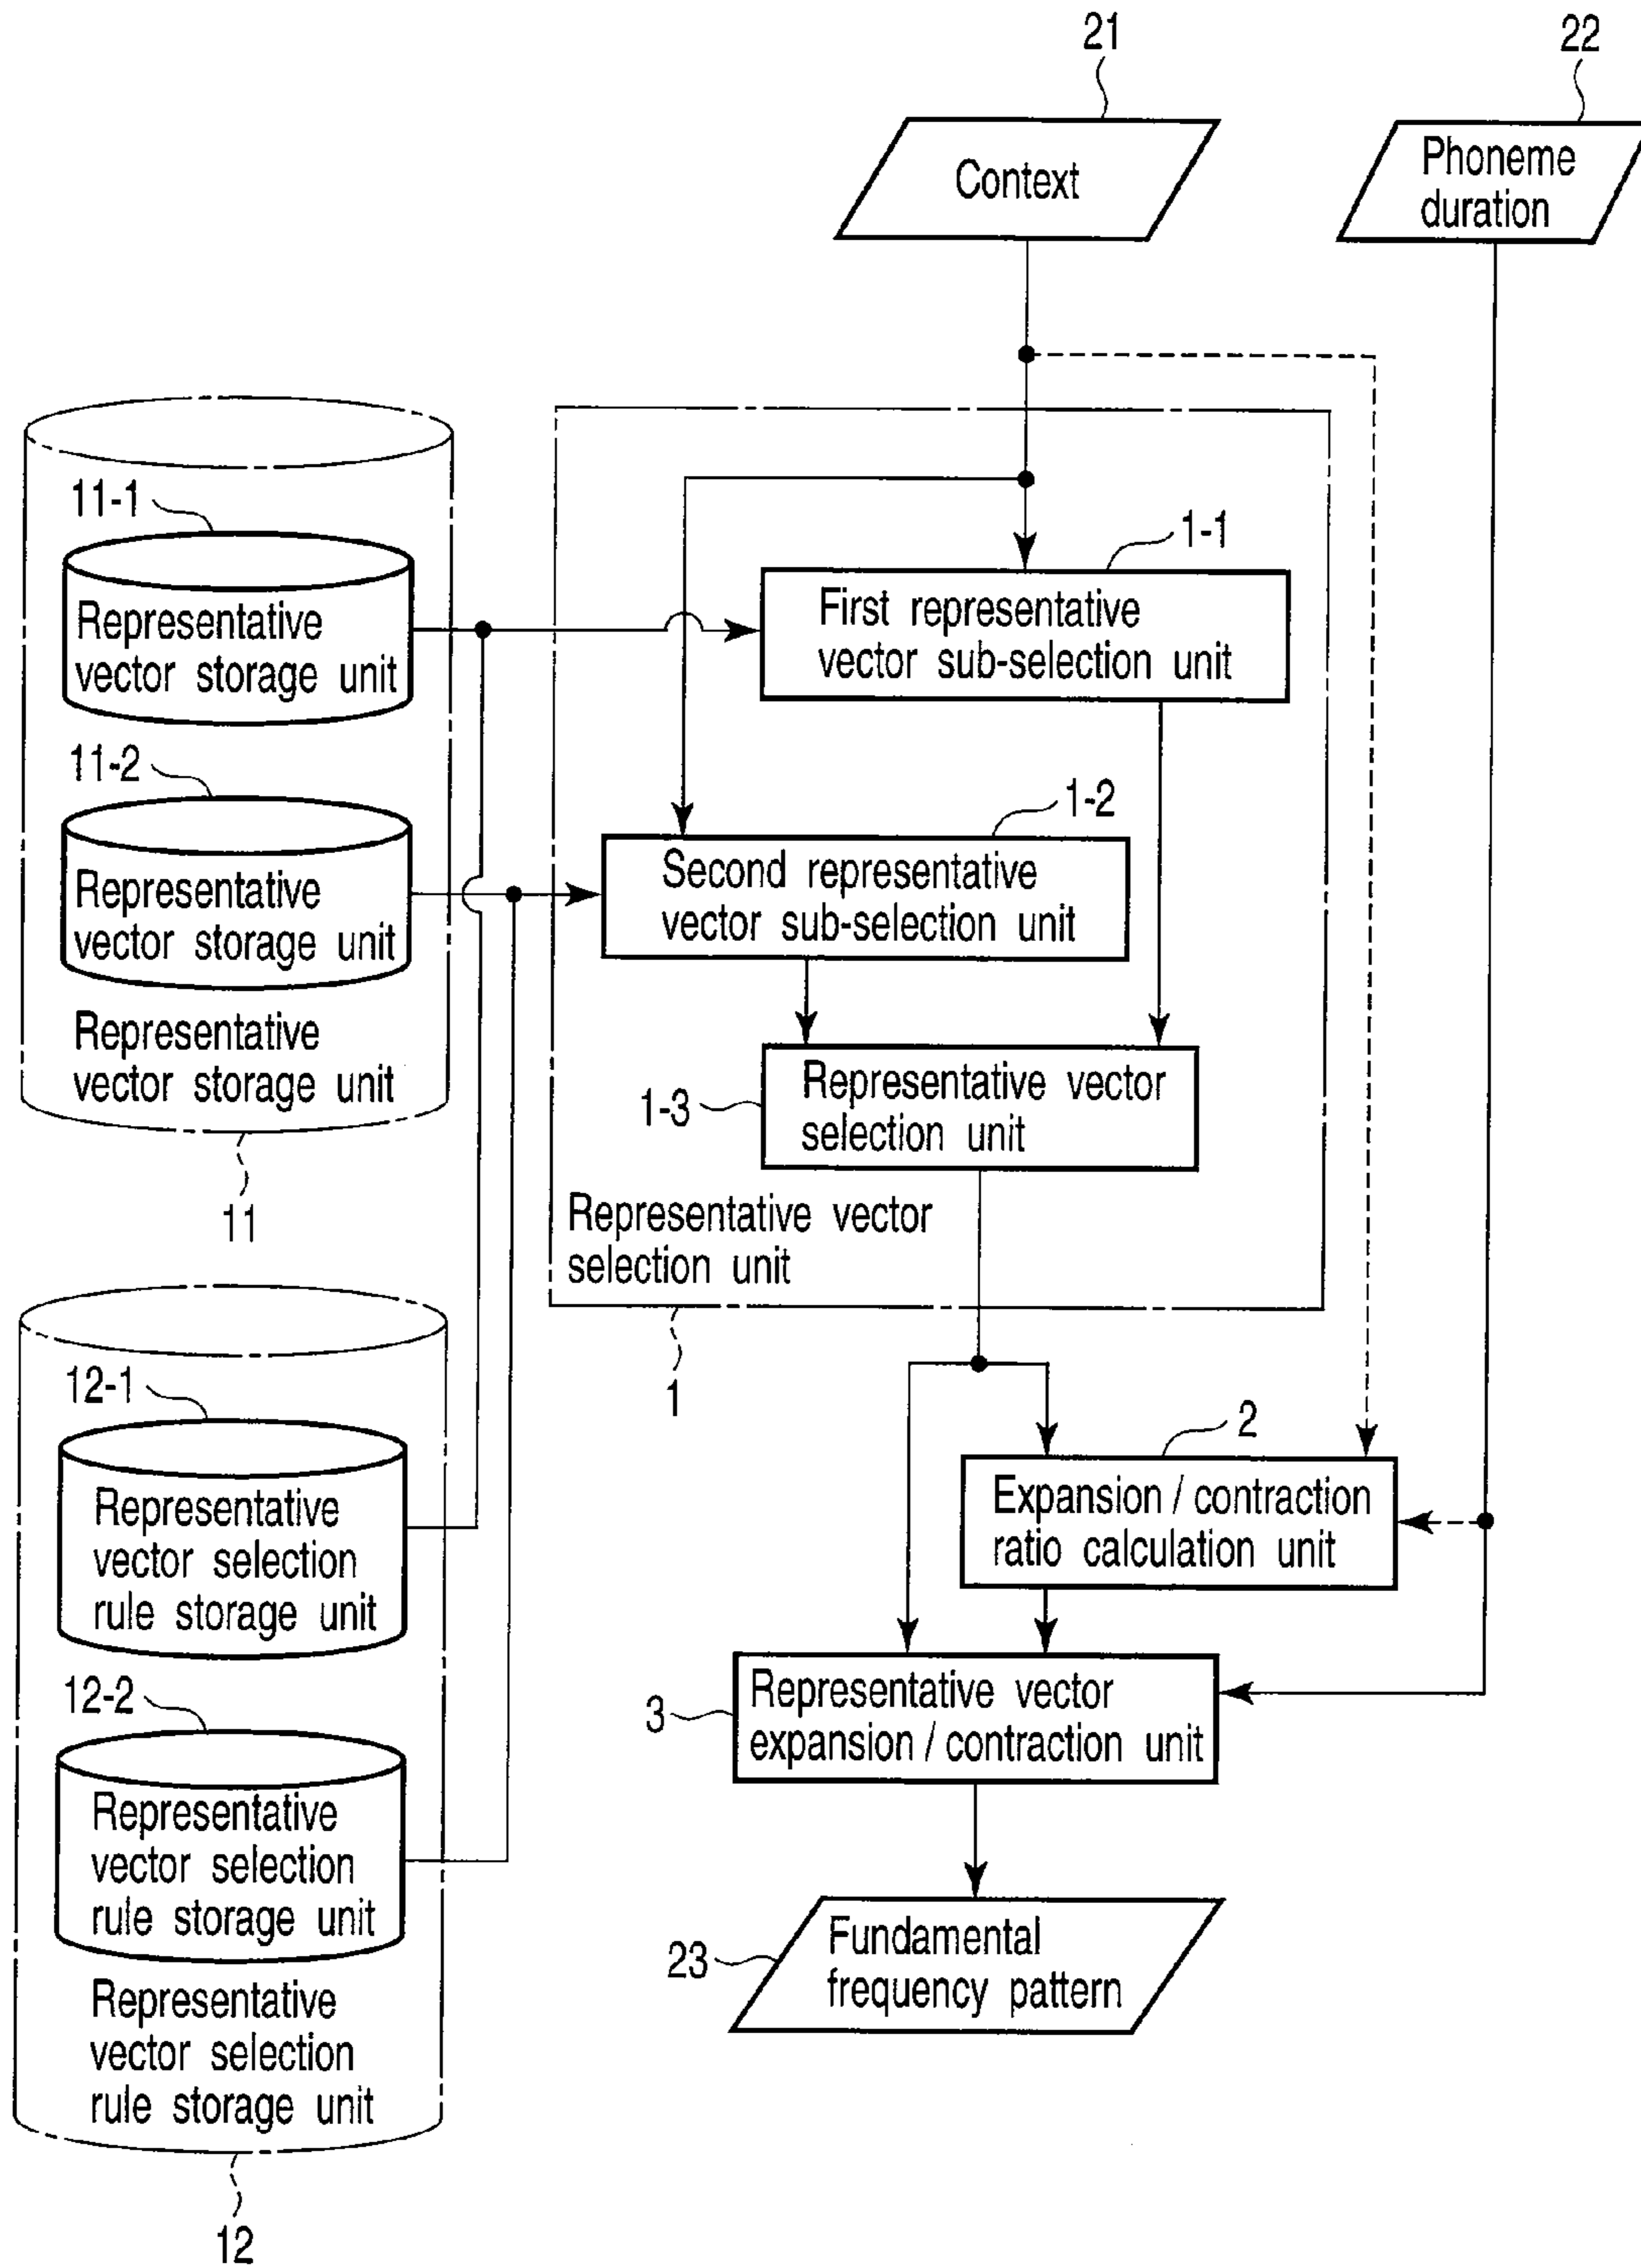 21
22
Context
Phoneme
duration
11-1
Representative
vector storage unit
11-2
Representative
vector storage unit
Representative
vector storage unit
11
1-1
First representative
vector sub-selection unit
1-2
Second representative
vector sub-selection unit
1-3
Representative vector
selection unit
Representative vector
selection unit
1
12-1
Representative
vector selection
rule storage unit
12-2
Representative
vector selection
rule storage unit
Representative
vector selection
rule storage unit
12
2
Expansion / contraction
ratio calculation unit
3
Representative vector
expansion / contraction unit
23
Fundamental
frequency pattern